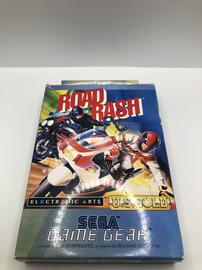 ROAD
RASH
ELECTRONIC ARTS
U.S. GOLD
SEGA
GAME GEAR